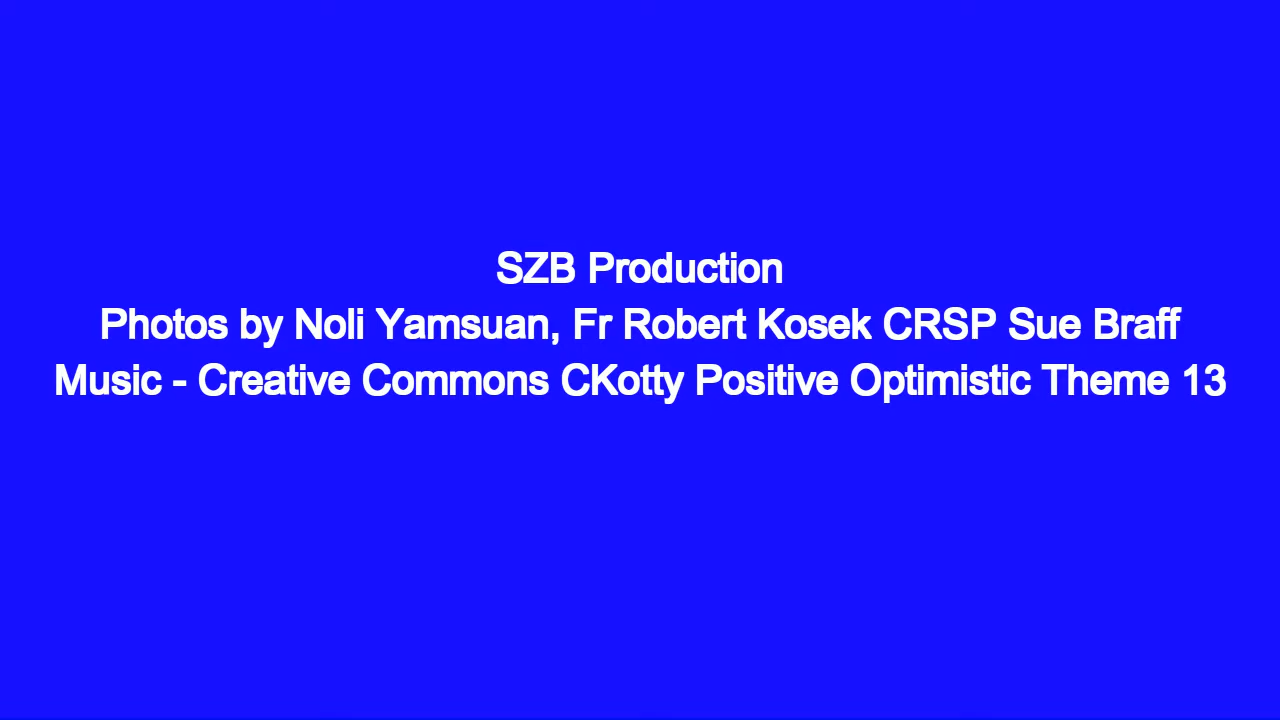 SZB Production
Photos by Noli Yamsuan, Fr Robert Kosek CRSP Sue Braff
Music - Creative Commons CKotty Positive Optimistic Theme 13